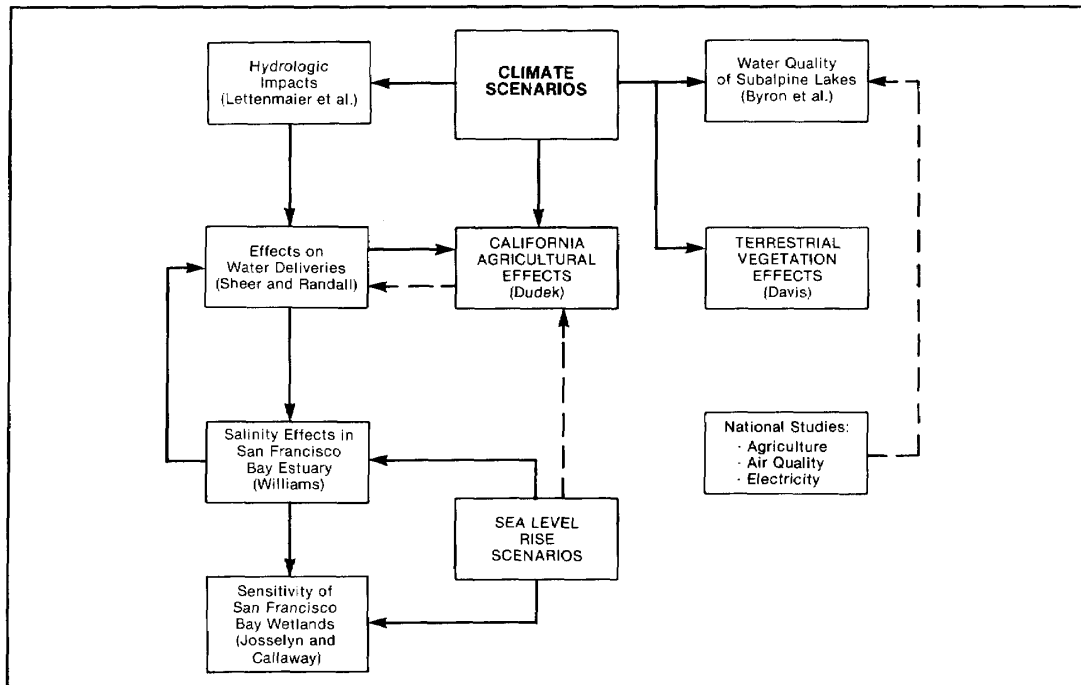 Hydrologic
Impacts
(Lettenmaier et al.)
CLIMATE
SCENARIOS
Water Quality
of Subalpine Lakes
(Byron et al.)
Effects on
Water Deliveries
(Sheer and Randall)
CALIFORNIA
AGRICULTURAL
EFFECTS
(Dudek)
TERRESTRIAL
VEGETATION
EFFECTS
(Davis)
Salinity Effects in
San Francisco
Bay Estuary
(Williams)
National Studies:
· Agriculture
· Air Quality
· Electricity
SEA LEVEL
RISE
SCENARIOS
Sensitivity of
San Francisco
Bay Wetlands
(Josselyn and
Callaway)